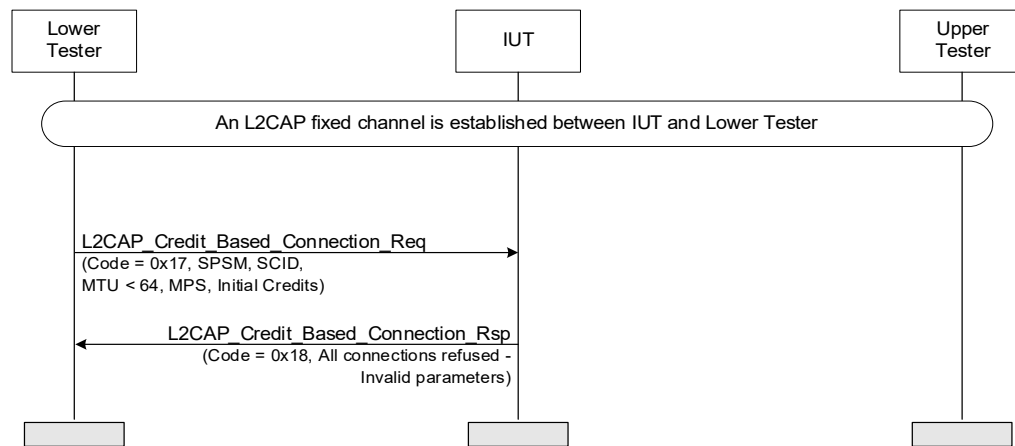 Lower
Tester
IUT
Upper
Tester
An L2CAP fixed channel is established between IUT and Lower Tester
L2CAP_Credit_Based_Connection_Req
(Code = 0x17, SPSM, SCID,
MTU < 64, MPS, Initial Credits)
L2CAP_Credit_Based_Connection_Rsp
(Code = 0x18, All connections refused -
Invalid parameters)